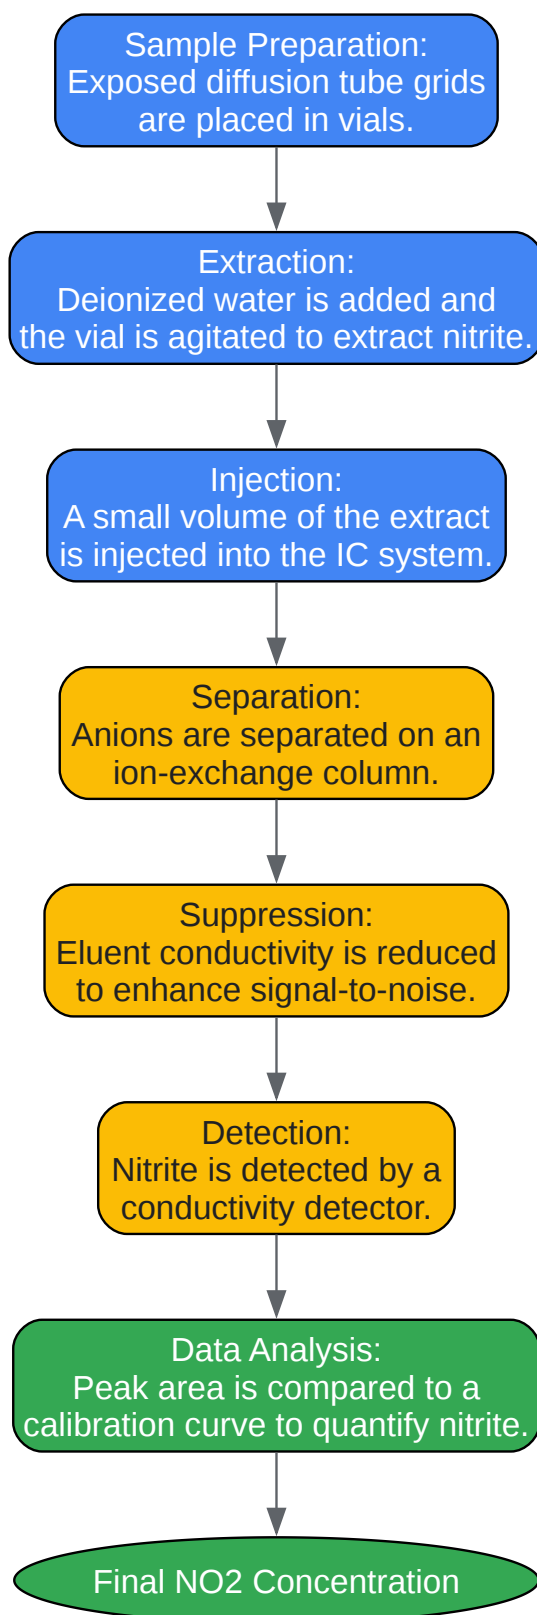 Sample Preparation:
Exposed diffusion tube grids
are placed in vials.
Extraction:
Deionized water is added and
the vial is agitated to extract nitrite.
Injection:
A small volume of the extract
is injected into the IC system.
Separation:
Anions are separated on an
ion-exchange column.
Suppression:
Eluent conductivity is reduced
to enhance signal-to-noise.
Detection:
Nitrite is detected by a
conductivity detector.
Data Analysis:
Peak area is compared to a
calibration curve to quantify nitrite.
Final NO2 Concentration